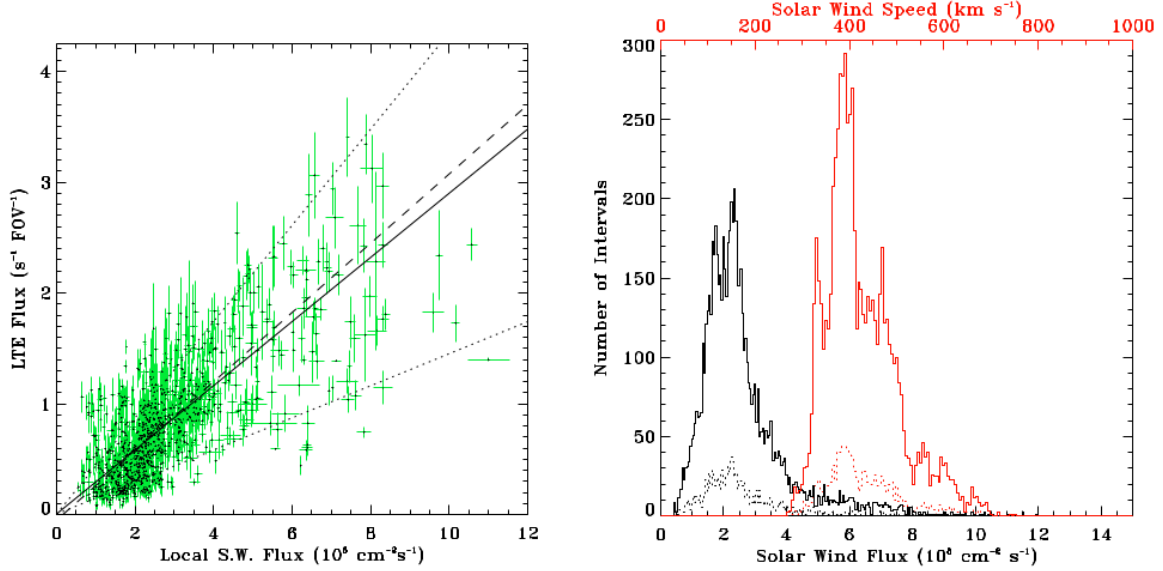 LTE Flux (s⁻¹ FOV⁻¹)
4
3
2
1
0
0 2 4 6 8 10 12
Local S.W. Flux (10⁸ cm⁻²s⁻¹)
Solar Wind Speed (km s⁻¹)
0 200 400 600 800 1000
Number of Intervals
300
250
200
150
100
50
0
0 2 4 6 8 10 12 14
Solar Wind Flux (10⁸ cm⁻² s⁻¹)